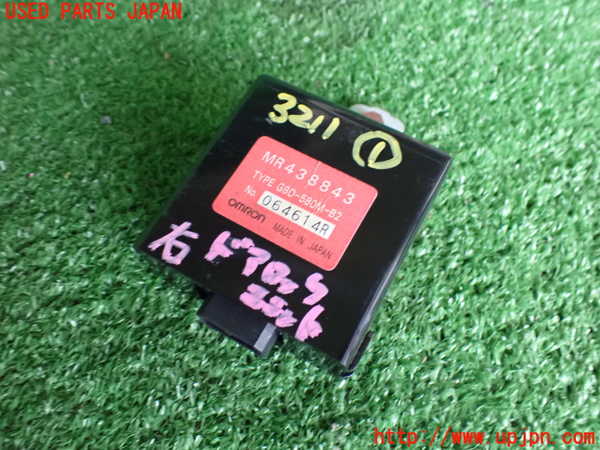 USED PARTS JAPAN
3211 ①
MR438843
TYPE G8D-580M-B2
No. 064614R
omron MADE IN JAPAN
右 ドアロック
ユニット
http://www.upjpn.com/